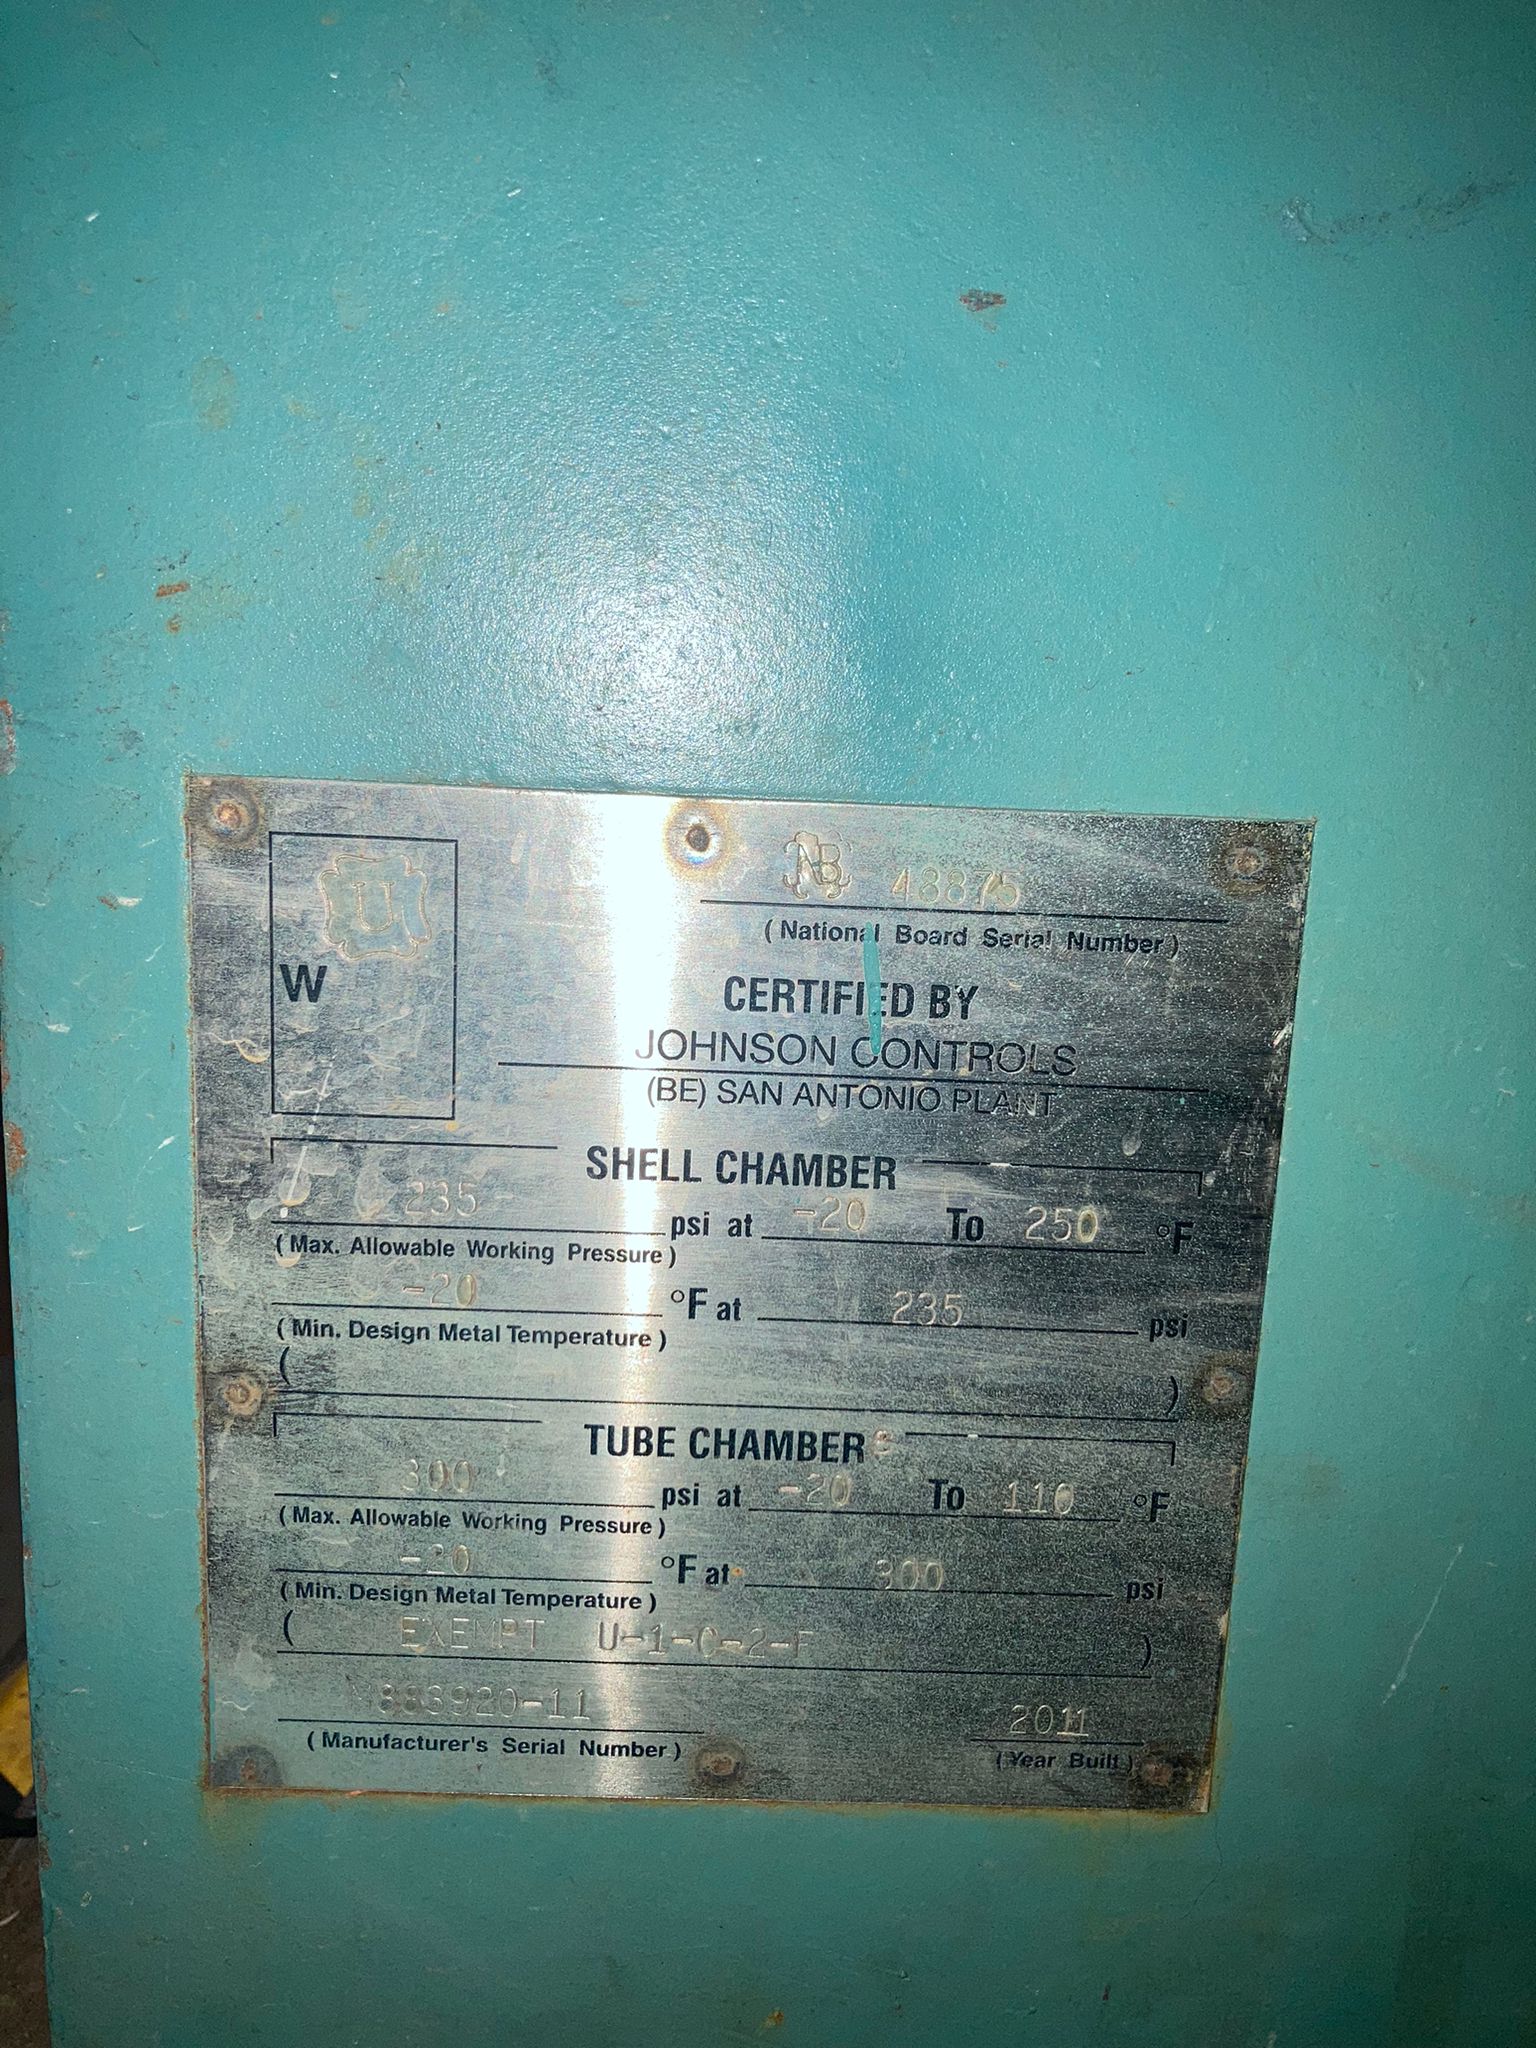 U
W
NB 48875
( National Board Serial Number )
CERTIFIED BY
JOHNSON CONTROLS
(BE) SAN ANTONIO PLANT
SHELL CHAMBER
235 psi at -20 To 250 °F
( Max. Allowable Working Pressure )
-20 °F at 235 psi
( Min. Design Metal Temperature )
( )
TUBE CHAMBERS
300 psi at -20 To 110 °F
( Max. Allowable Working Pressure )
-20 °F at 300 psi
( Min. Design Metal Temperature )
( EXEMPT U-1-C-2-F )
2011
( Manufacturer's Serial Number )
( Year Built )